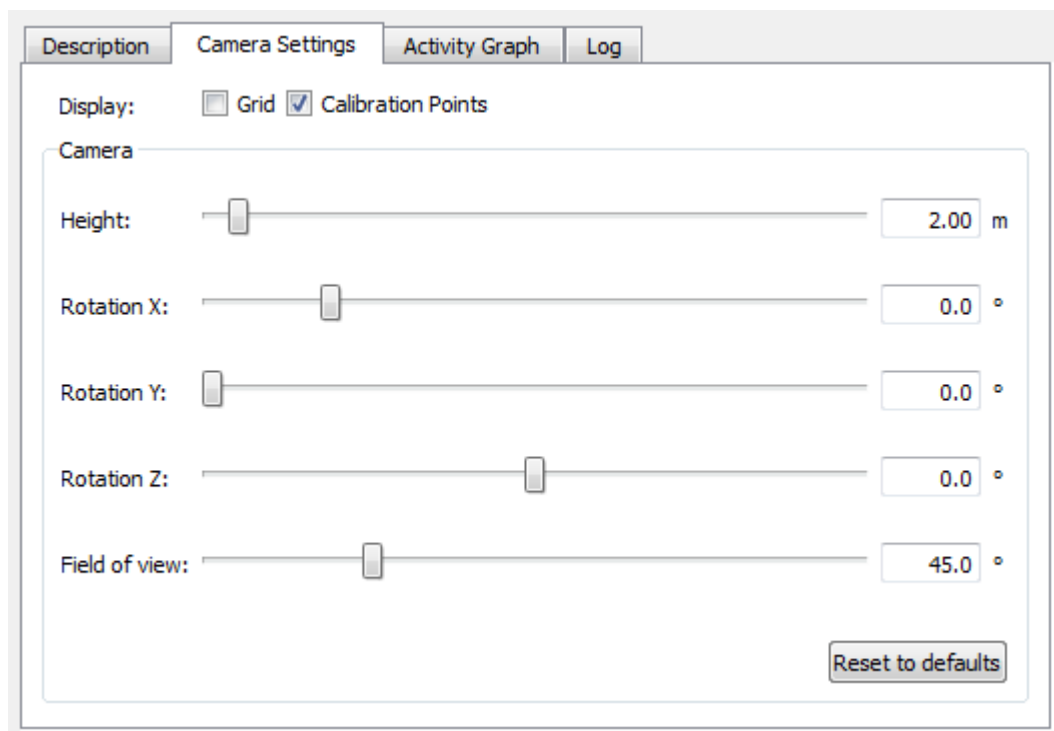 Description Camera Settings Activity Graph Log
Display: Grid Calibration Points
Camera
Height: 2.00 m
Rotation X: 0.0 °
Rotation Y: 0.0 °
Rotation Z: 0.0 °
Field of view: 45.0 °
Reset to defaults